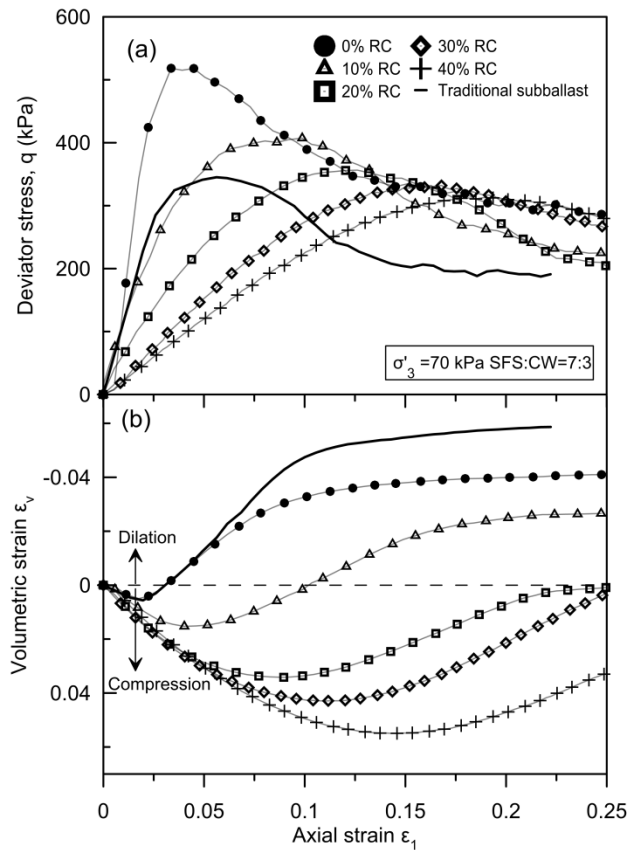 600
(a)
0% RC
30% RC
10% RC
40% RC
20% RC
Traditional subballast
400
Deviator stress, q (kPa)
200
σ'3 =70 kPa SFS:CW=7:3
0
(b)
-0.04
Dilation
Volumetric strain εv
0
Compression
0.04
0
0.05
0.1
0.15
0.2
0.25
Axial strain ε1